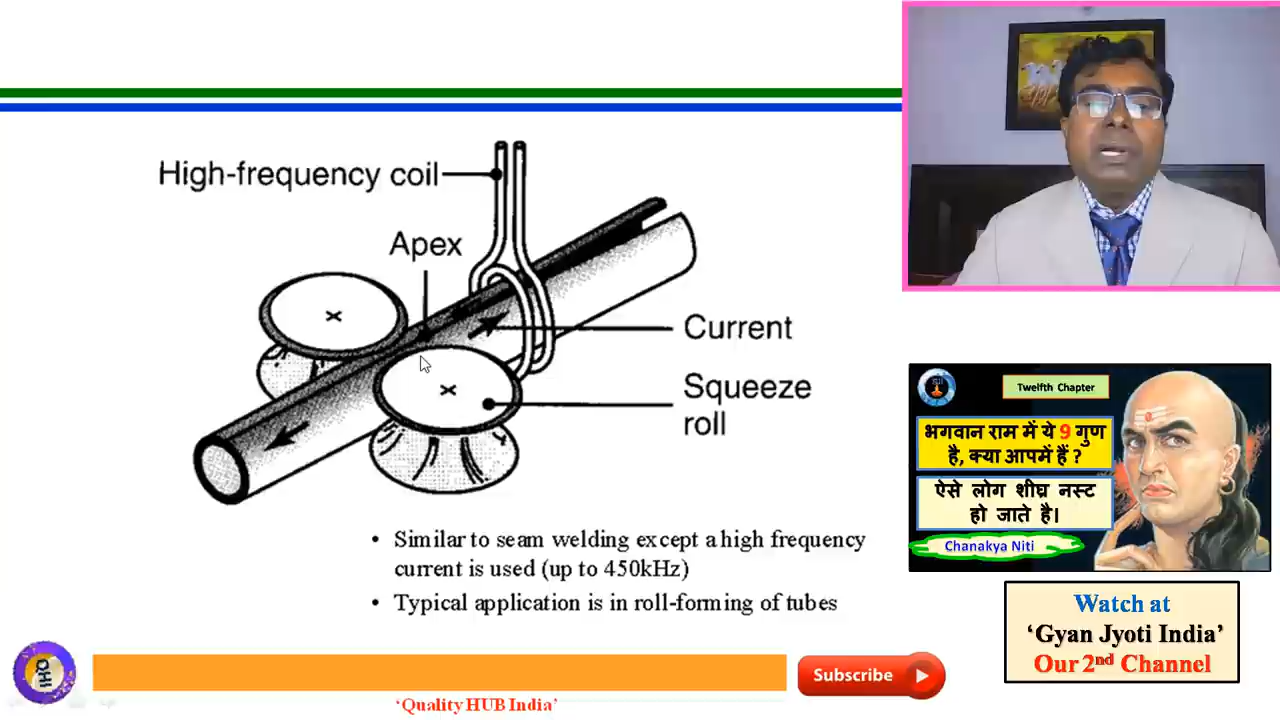 High-frequency coil
Apex
Current
Squeeze
roll
• Similar to seam welding except a high frequency
current is used (up to 450kHz)
• Typical application is in roll-forming of tubes
Twelfth Chapter
भगवान राम में ये 9 गुण
है, क्या आपमें हैं ?
ऐसे लोग शीघ्र नस्ट
हो जाते है।
Chanakya Niti
Watch at
‘Gyan Jyoti India’
Our 2nd Channel
Subscribe
‘Quality HUB India’